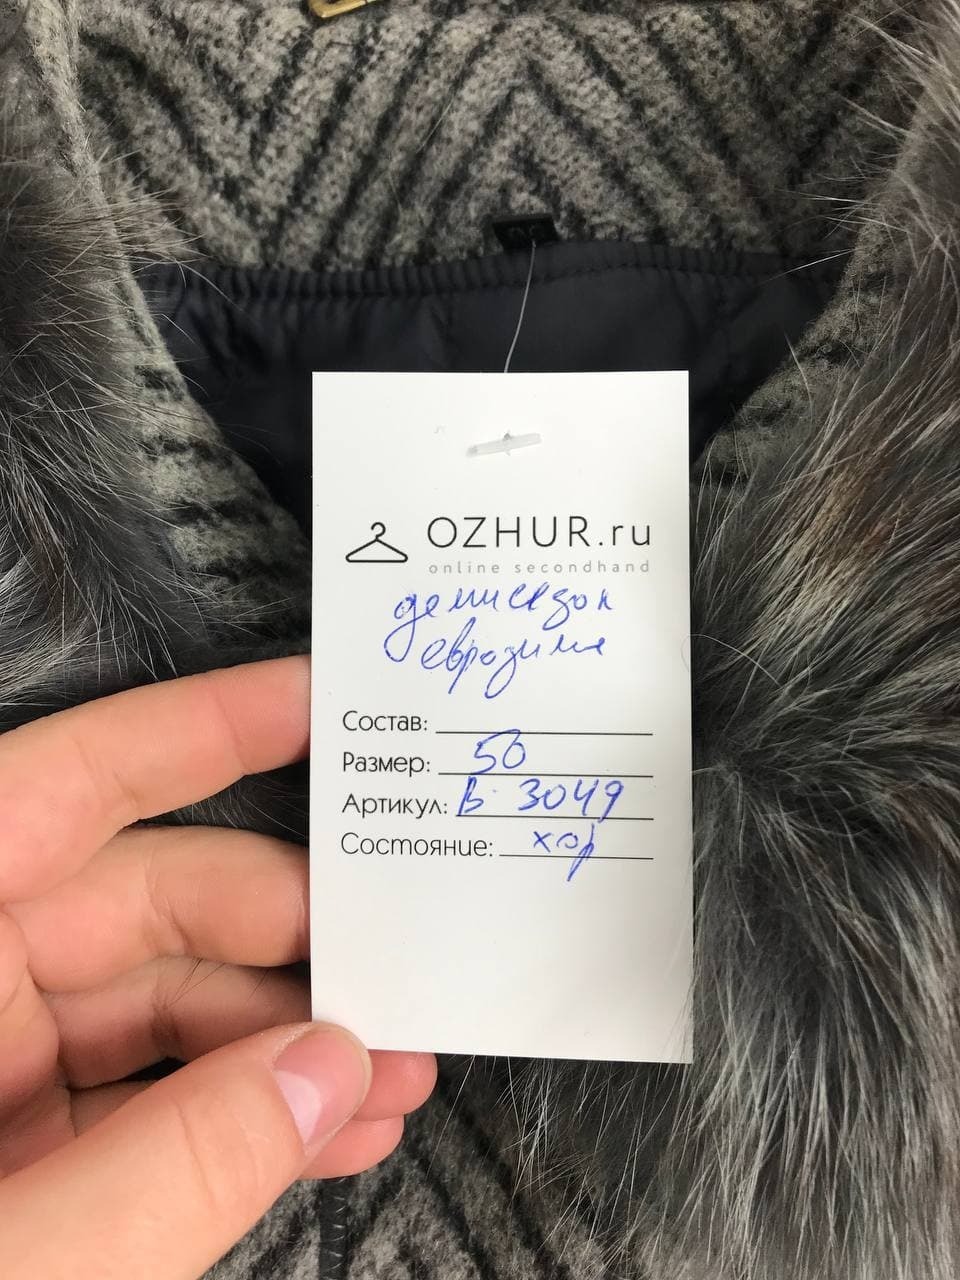 OZHUR.ru
online secondhand
демисезон
еврозима
Состав:
Размер: 50
Артикул: В 3049
Состояние: хор